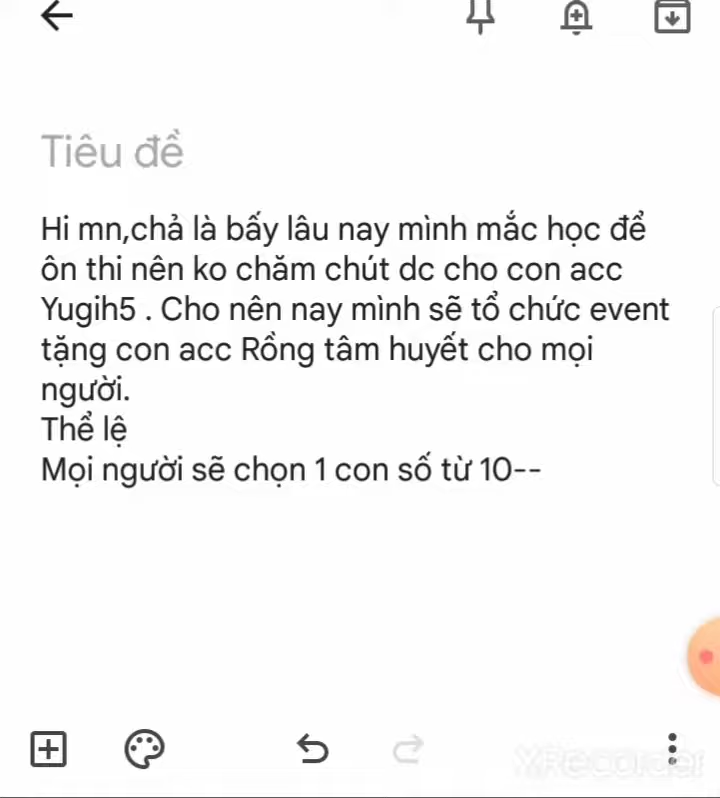 Tiêu đề
Hi mn,chả là bấy lâu nay mình mắc học để
ôn thi nên ko chăm chút dc cho con acc
Yugih5 . Cho nên nay mình sẽ tổ chức event
tặng con acc Rồng tâm huyết cho mọi
người.
Thể lệ
Mọi người sẽ chọn 1 con số từ 10--
XRecorder